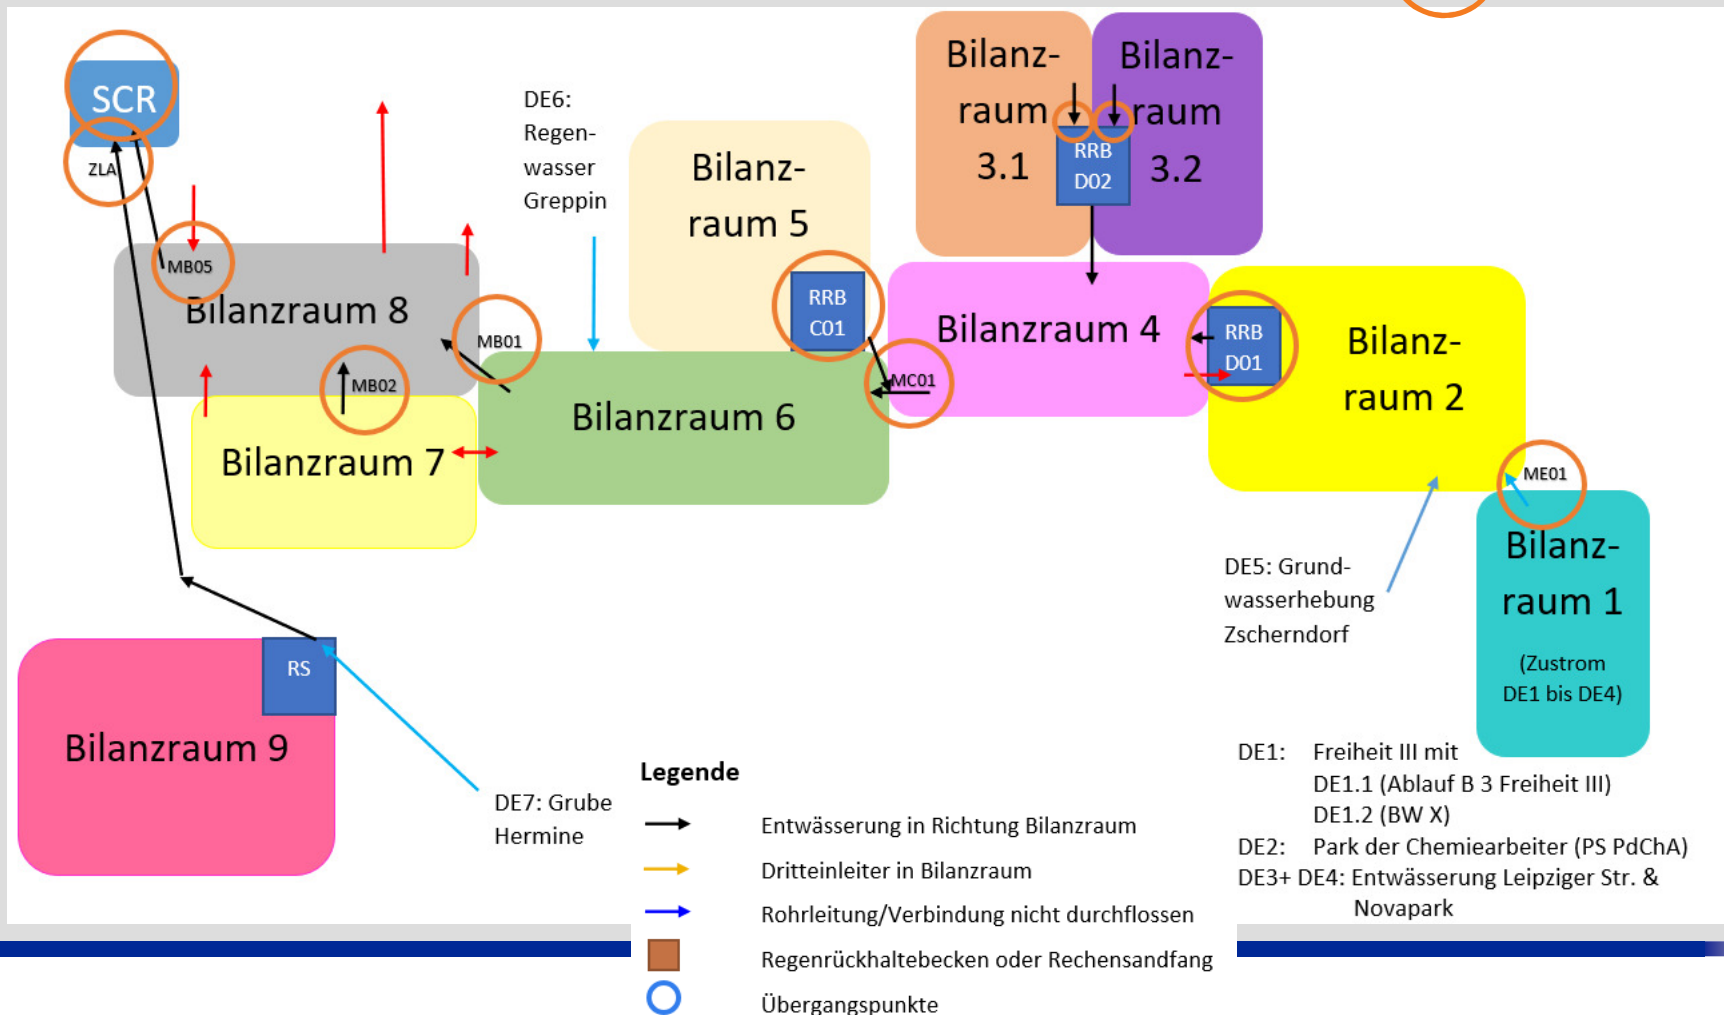 SCR
ZLA
MB05
Bilanzraum 8
MB01
MB02
Bilanzraum 7
DE6:
Regen-
wasser
Greppin
Bilanz-
raum 5
RRB
C01
Bilanzraum 6
MC01
Bilanz-
raum
3.1
RRB
D02
Bilanz-
raum
3.2
Bilanzraum 4
RRB
D01
Bilanz-
raum 2
ME01
Bilanz-
raum 1
(Zustrom
DE1 bis DE4)
DE5: Grund-
wasserhebung
Zscherndorf
RS
Bilanzraum 9
DE7: Grube
Hermine
Legende
Entwässerung in Richtung Bilanzraum
Dritteinleiter in Bilanzraum
Rohrleitung/Verbindung nicht durchflossen
Regenrückhaltebecken oder Rechensandfang
Übergangspunkte
DE1: Freiheit III mit
DE1.1 (Ablauf B 3 Freiheit III)
DE1.2 (BW X)
DE2: Park der Chemiearbeiter (PS PdChA)
DE3+ DE4: Entwässerung Leipziger Str. &
Novapark